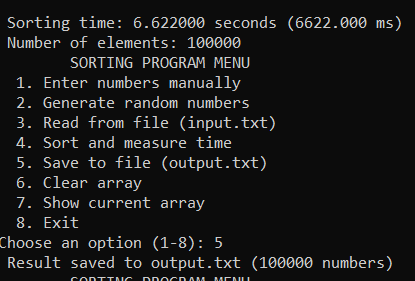 Sorting time: 6.622000 seconds (6622.000 ms)
Number of elements: 100000
SORTING PROGRAM MENU
1. Enter numbers manually
2. Generate random numbers
3. Read from file (input.txt)
4. Sort and measure time
5. Save to file (output.txt)
6. Clear array
7. Show current array
8. Exit
Choose an option (1-8): 5
Result saved to output.txt (100000 numbers)
SORTING PROGRAM MENU